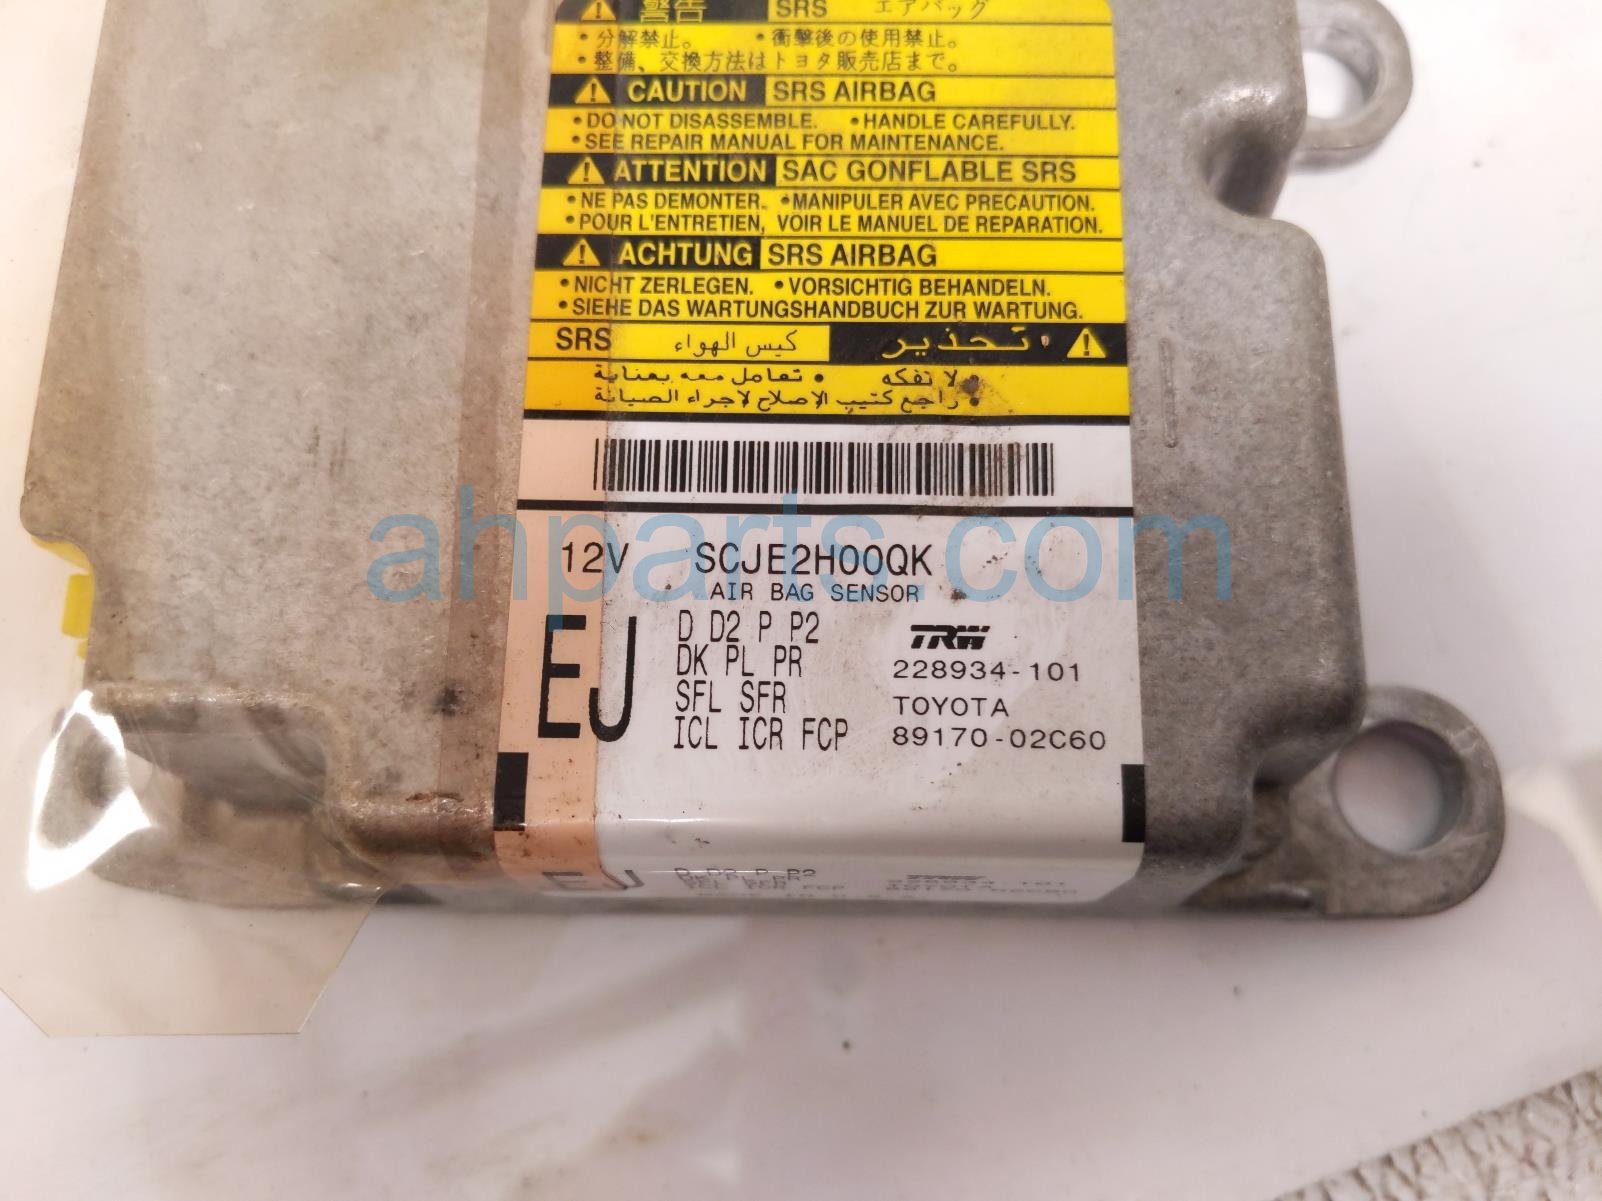 警告 SRS エアバッグ
・分解禁止。 ・衝撃後の使用禁止。
・整備、交換方法はトヨタ販売店まで。
CAUTION SRS AIRBAG
•DO NOT DISASSEMBLE. •HANDLE CAREFULLY.
•SEE REPAIR MANUAL FOR MAINTENANCE.
ATTENTION SAC GONFLABLE SRS
•NE PAS DEMONTER. •MANIPULER AVEC PRECAUTION.
•POUR L'ENTRETIEN, VOIR LE MANUEL DE REPARATION.
ACHTUNG SRS AIRBAG
•NICHT ZERLEGEN. •VORSICHTIG BEHANDELN.
•SIEHE DAS WARTUNGSHANDBUCH ZUR WARTUNG.
تحذير كيس الهواء SRS
• لا تفكه • تعامل معه بعناية
• راجع كتيب الاصلاح لاجراء الصيانة
ahparts.com
12V SCJE2H00QK
AIR BAG SENSOR
EJ
D D2 P P2
DK PL PR
SFL SFR
ICL ICR FCP
TRW
228934-101
TOYOTA
89170-02C60
EJ
D D2 P P2